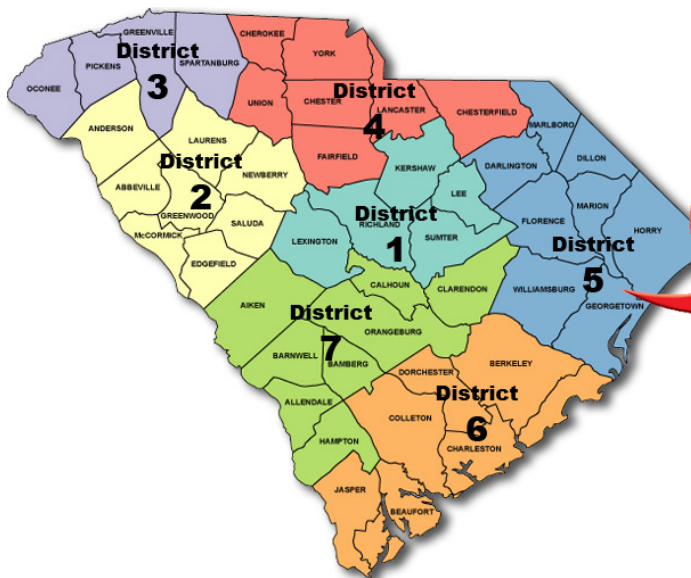 GREENVILLE
CHEROKEE
YORK
District
3
PICKENS
SPARTANBURG
OCONEE
UNION
CHESTER
District
4
LANCASTER
CHESTERFIELD
MARLBORO
ANDERSON
LAURENS
FAIRFIELD
KERSHAW
DARLINGTON
DILLON
District
2
NEWBERRY
ABBEVILLE
GREENWOOD
LEE
MARION
SALUDA
District
1
RICHLAND
FLORENCE
HORRY
McCORMICK
LEXINGTON
SUMTER
District
5
EDGEFIELD
CALHOUN
CLARENDON
WILLIAMSBURG
GEORGETOWN
AIKEN
District
7
ORANGEBURG
BARNWELL
BAMBERG
BERKELEY
DORCHESTER
District
6
ALLENDALE
COLLETON
HAMPTON
CHARLESTON
JASPER
BEAUFORT